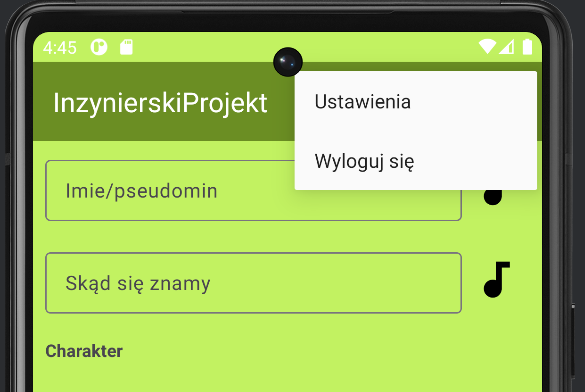 4:45
InzynierskiProjekt
Ustawienia
Wyloguj się
Imie/pseudomin
Skąd się znamy
Charakter